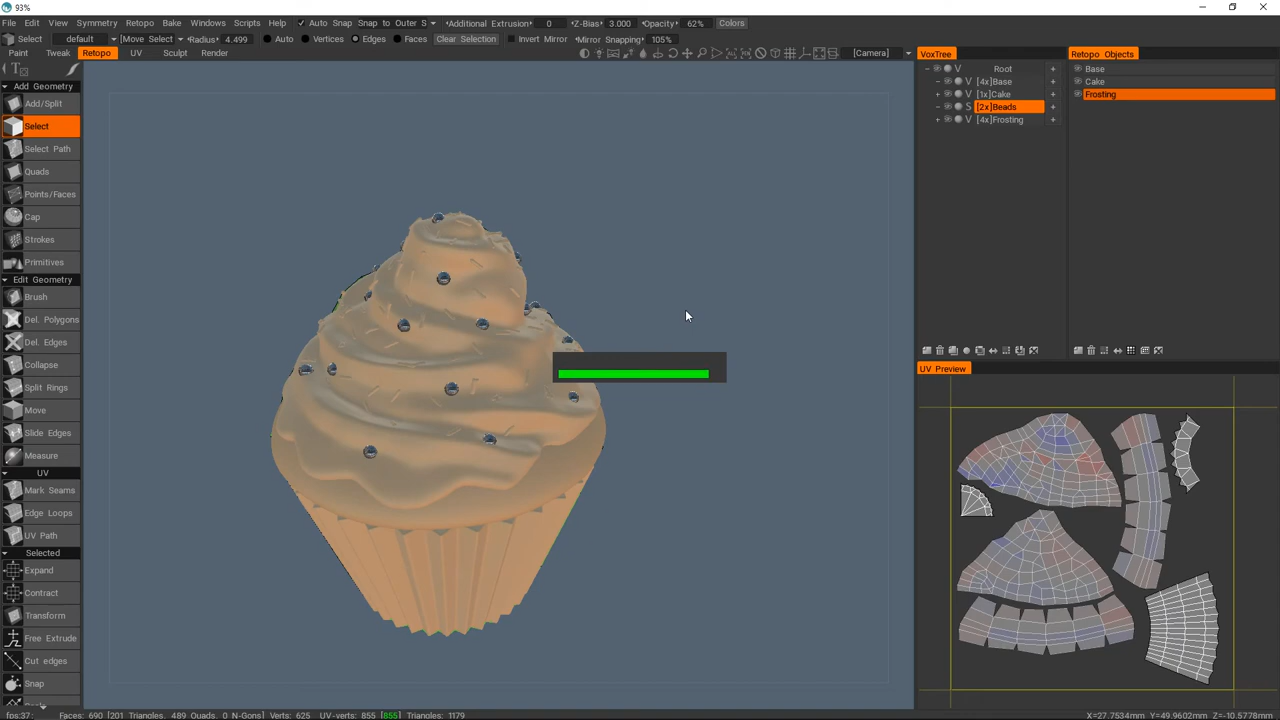 93%
File Edit View Symmetry Retopo Bake Windows Scripts Help Auto Snap Snap to Outer S Additional Extrusion 0 Z-Bias: 3.000 Opacity: 62% Colors
Select default [Move Select] Radius: 4.499 Auto Vertices Edges Faces Clear Selection Invert Mirror Mirror Snapping: 105%
Paint Tweak Retopo UV Sculpt Render [Camera] VoxTree Retopo Objects
Root
[4x]Base
[1x]Cake
[2x]Beads
[4x]Frosting
Base
Cake
Frosting
Add Geometry
Add/Split
Select
Select Path
Quads
Points/Faces
Cap
Strokes
Primitives
Edit Geometry
Brush
Del. Polygons
Del. Edges
Collapse
Split Rings
Move
Slide Edges
Measure
UV
Mark Seams
Edge Loops
UV Path
Selected
Expand
Contract
Transform
Free Extrude
Cut edges
Snap
UV Preview
fps:37; Faces: 690 [201 Triangles, 489 Quads, 0 N-Gons] Verts: 625 UV-verts: 855 [855] Triangles: 1179 X=27.7534mm Y=49.9602mm Z=-10.5778mm